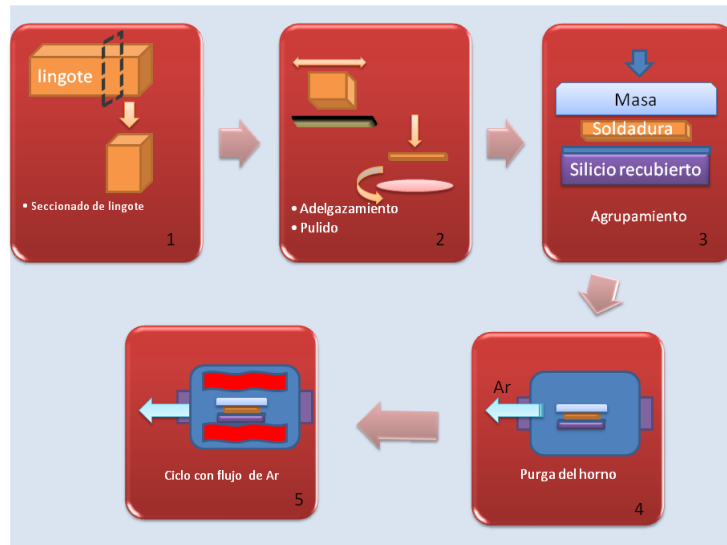 lingote
• Seccionado de lingote
1
• Adelgazamiento
• Pulido
2
Masa
Soldadura
Silicio recubierto
Agrupamiento
3
Ar
Purga del horno
4
Ciclo con flujo de Ar
5